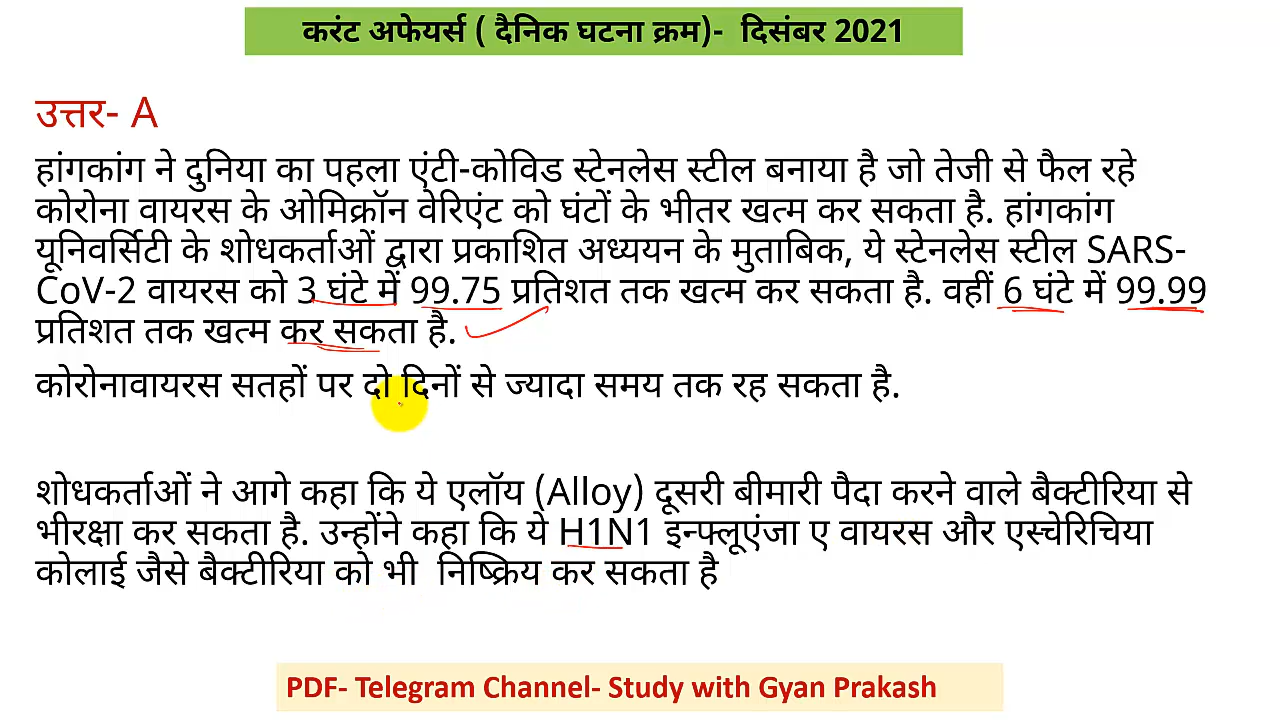 करंट अफेयर्स ( दैनिक घटना क्रम)- दिसंबर 2021
उत्तर- A
हांगकांग ने दुनिया का पहला एंटी-कोविड स्टेनलेस स्टील बनाया है जो तेजी से फैल रहे
कोरोना वायरस के ओमिक्रॉन वेरिएंट को घंटों के भीतर खत्म कर सकता है. हांगकांग
यूनिवर्सिटी के शोधकर्ताओं द्वारा प्रकाशित अध्ययन के मुताबिक, ये स्टेनलेस स्टील SARS-
CoV-2 वायरस को 3 घंटे में 99.75 प्रतिशत तक खत्म कर सकता है. वहीं 6 घंटे में 99.99
प्रतिशत तक खत्म कर सकता है.
कोरोनावायरस सतहों पर दो दिनों से ज्यादा समय तक रह सकता है.
शोधकर्ताओं ने आगे कहा कि ये एलॉय (Alloy) दूसरी बीमारी पैदा करने वाले बैक्टीरिया से
भीरक्षा कर सकता है. उन्होंने कहा कि ये H1N1 इन्फ्लूएंजा ए वायरस और एस्चेरिचिया
कोलाई जैसे बैक्टीरिया को भी निष्क्रिय कर सकता है
PDF- Telegram Channel- Study with Gyan Prakash